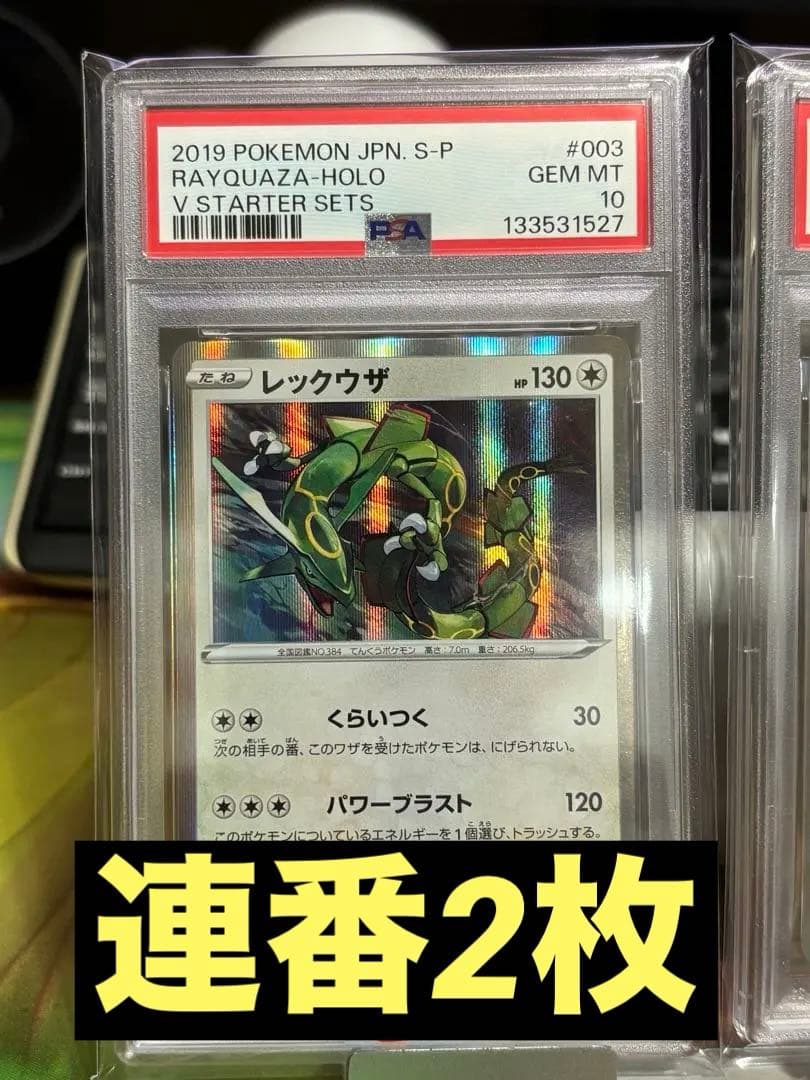 2019 POKEMON JPN. S-P #003
RAYQUAZA-HOLO GEM MT
V STARTER SETS 10
PSA 133531527
たね レックウザ HP 130
全国図鑑NO.384 てんくうポケモン 高さ:7.0m 重さ:206.5kg
くらいつく 30
次の相手の番、このワザを受けたポケモンは、にげられない。
パワーブラスト 120
このポケモンについているエネルギーを1個選び、トラッシュする。
連番2枚